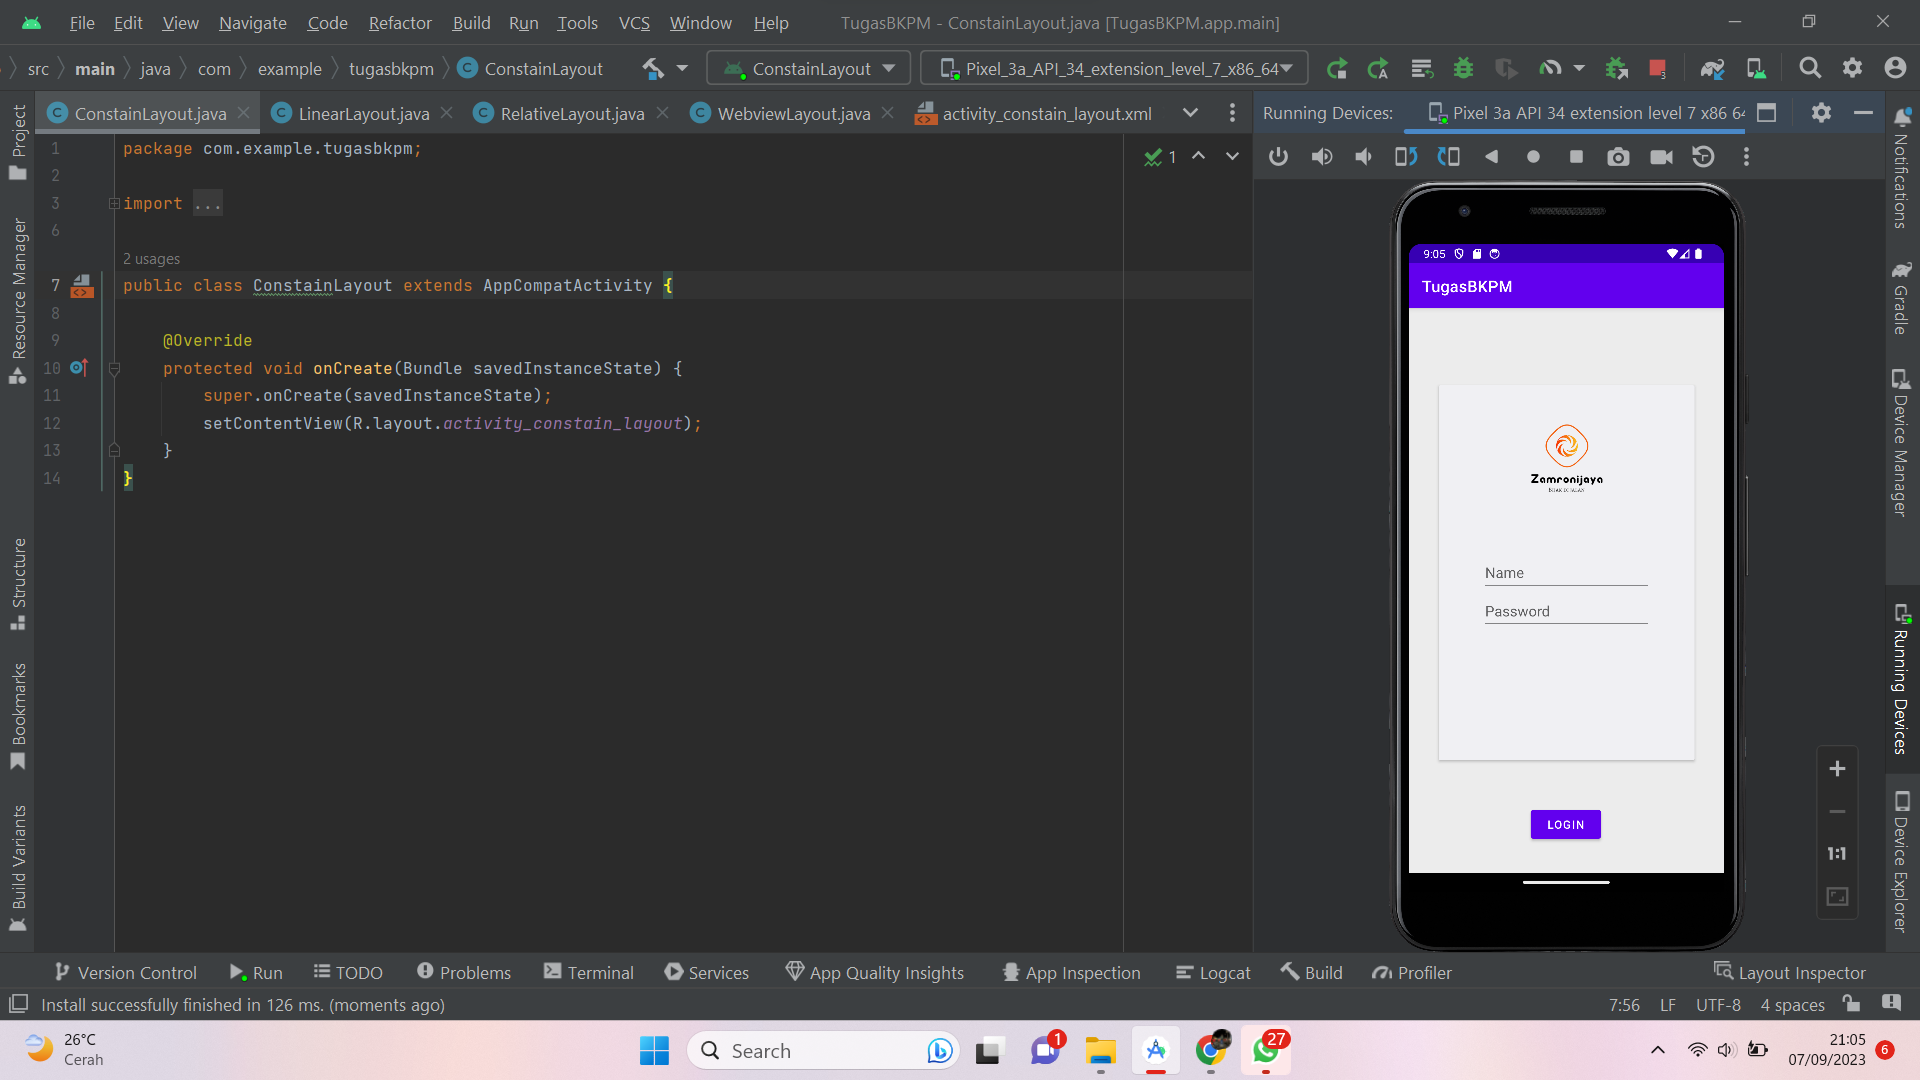 File Edit View Navigate Code Refactor Build Run Tools VCS Window Help TugasBKPM - ConstainLayout.java [TugasBKPM.app.main]
src main java com example tugasbkpm ConstainLayout ConstainLayout Pixel_3a_API_34_extension_level_7_x86_64
ConstainLayout.java LinearLayout.java RelativeLayout.java WebviewLayout.java activity_constain_layout.xml Running Devices: Pixel 3a API 34 extension level 7 x86 64
1 package com.example.tugasbkpm;
1
2
3 import ...
6
2 usages
7 public class ConstainLayout extends AppCompatActivity {
8
9 @Override
10 protected void onCreate(Bundle savedInstanceState) {
11 super.onCreate(savedInstanceState);
12 setContentView(R.layout.activity_constain_layout);
13 }
14 }
Project
Resource Manager
Structure
Bookmarks
Build Variants
9:05
TugasBKPM
Zamronijaya
Name
Password
LOGIN
1:1
Notifications
Gradle
Device Manager
Running Devices
Device Explorer
Version Control Run TODO Problems Terminal Services App Quality Insights App Inspection Logcat Build Profiler Layout Inspector
Install successfully finished in 126 ms. (moments ago) 7:56 LF UTF-8 4 spaces
26°C
Cerah
Search
1
27
21:05
07/09/2023
6